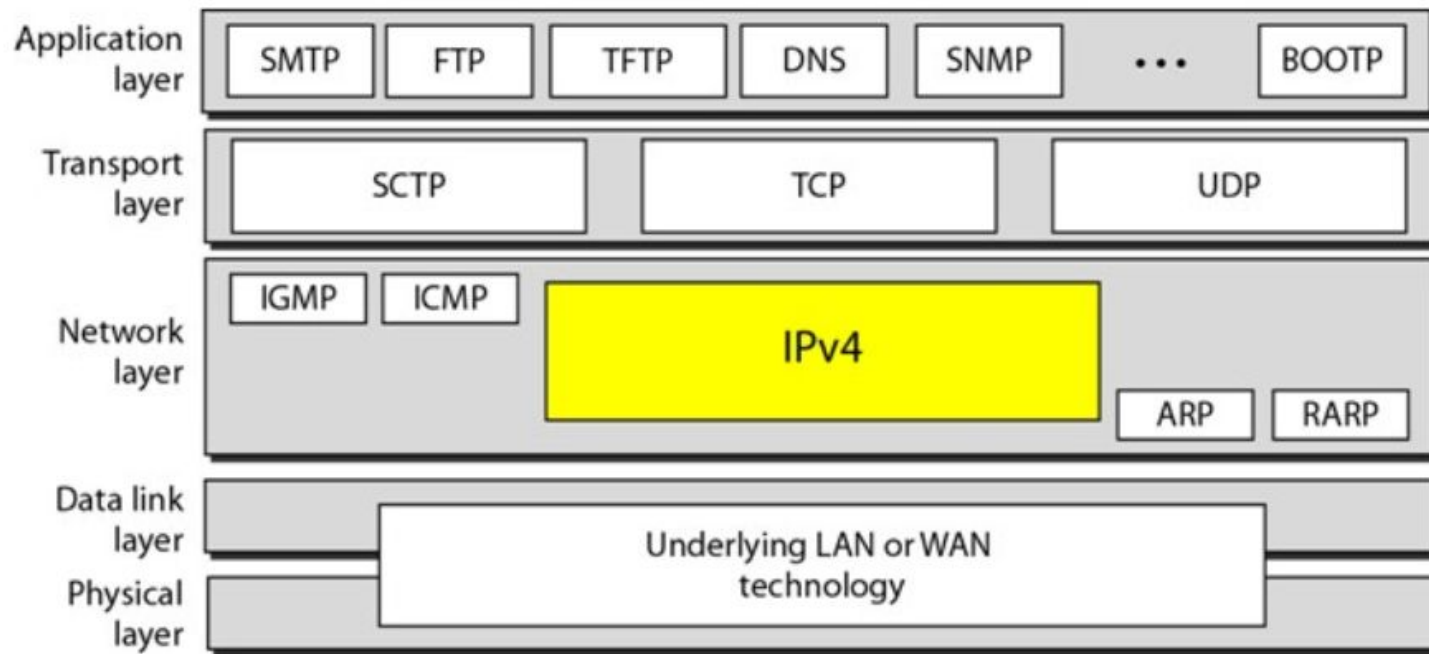 Application
layer
SMTP
FTP
TFTP
DNS
SNMP
...
BOOTP
Transport
layer
SCTP
TCP
UDP
Network
layer
IGMP
ICMP
IPv4
ARP
RARP
Data link
layer
Underlying LAN or WAN
technology
Physical
layer